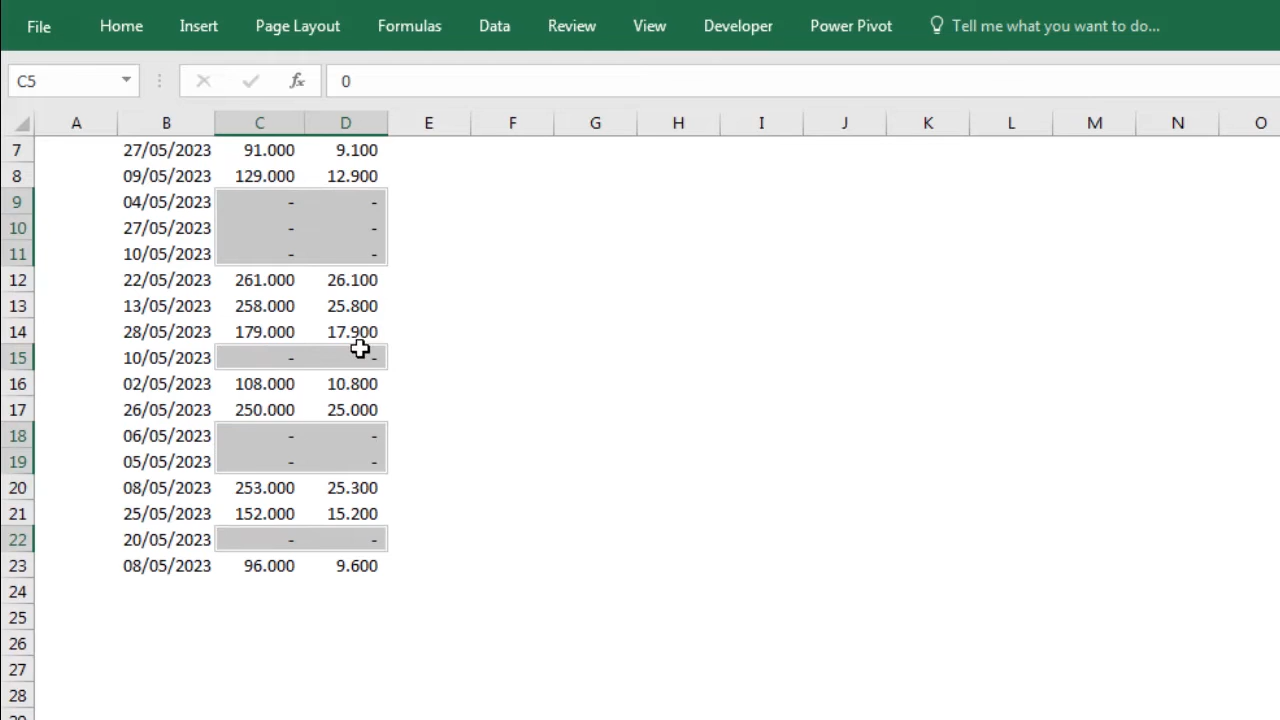 File Home Insert Page Layout Formulas Data Review View Developer Power Pivot Tell me what you want to do...
C5 fx 0
A B C D E F G H I J K L M N O
7 27/05/2023 91.000 9.100
8 09/05/2023 129.000 12.900
9 04/05/2023 - -
10 27/05/2023 - -
11 10/05/2023 - -
12 22/05/2023 261.000 26.100
13 13/05/2023 258.000 25.800
14 28/05/2023 179.000 17.900
15 10/05/2023 - -
16 02/05/2023 108.000 10.800
17 26/05/2023 250.000 25.000
18 06/05/2023 - -
19 05/05/2023 - -
20 08/05/2023 253.000 25.300
21 25/05/2023 152.000 15.200
22 20/05/2023 - -
23 08/05/2023 96.000 9.600
24
25
26
27
28